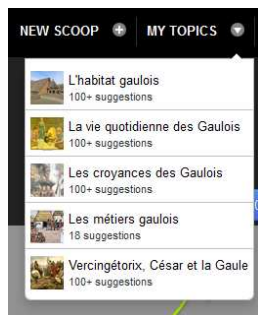 NEW SCOOP MY TOPICS
L'habitat gaulois
100+ suggestions
La vie quotidienne des Gaulois
100+ suggestions
Les croyances des Gaulois
100+ suggestions
Les métiers gaulois
18 suggestions
Vercingétorix, César et la Gaule
100+ suggestions